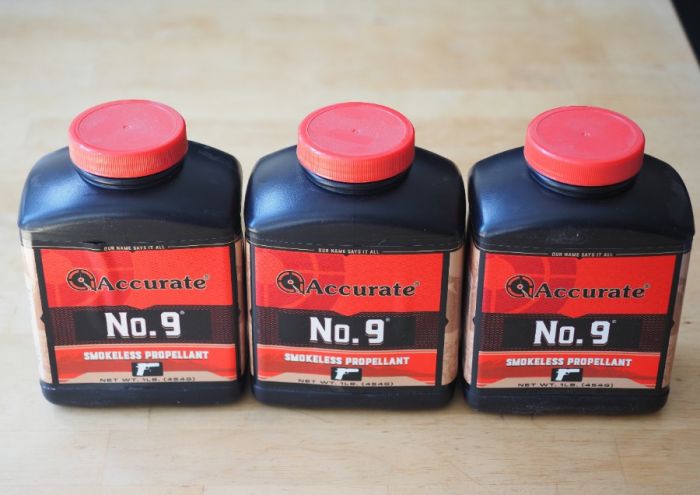 OUR NAME SAYS IT ALL
Accurate®
No. 9®
SMOKELESS PROPELLANT
NET WT. 1LB. (454G)
OUR NAME SAYS IT ALL
Accurate®
No. 9®
SMOKELESS PROPELLANT
NET WT. 1LB. (454G)
OUR NAME SAYS IT ALL
Accurate®
No. 9®
SMOKELESS PROPELLANT
NET WT. 1LB. (454G)